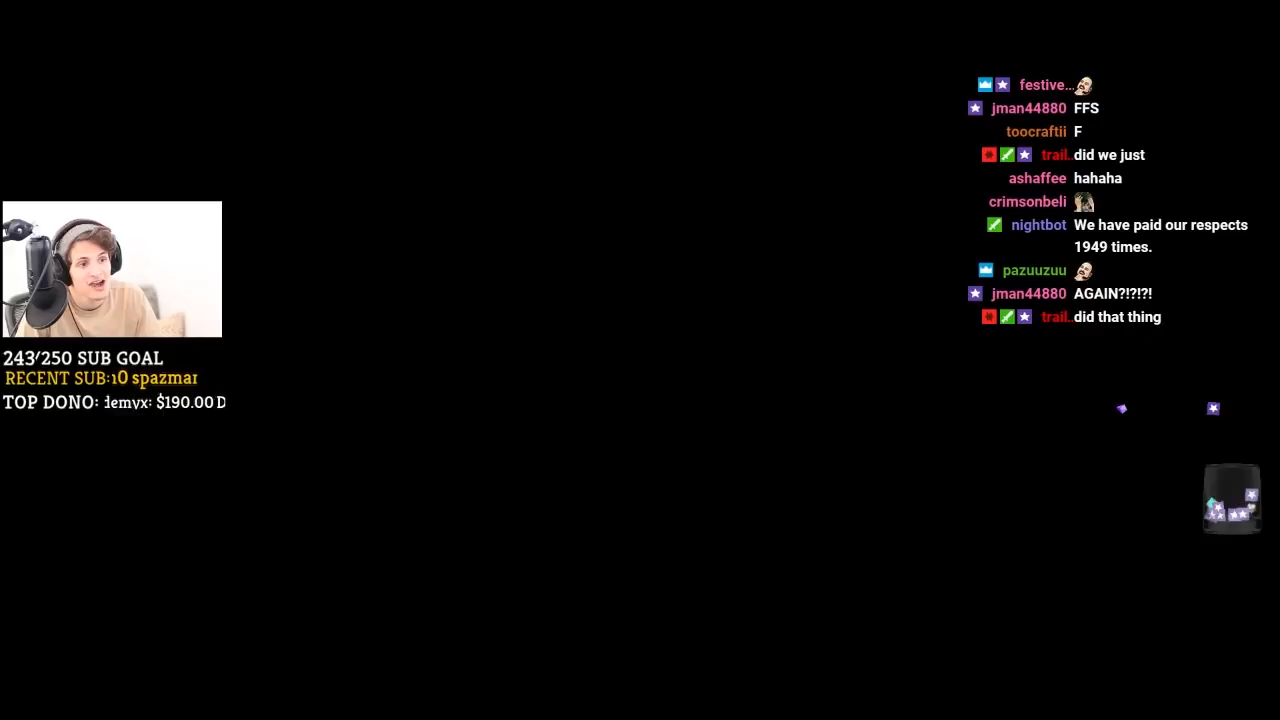 festive...
jman44880 FFS
toocraftii F
trail.. did we just
ashaffee hahaha
crimsonbeli
nightbot We have paid our respects
1949 times.
pazuuzuu
jman44880 AGAIN?!?!?!
trail.. did that thing
243/250 SUB GOAL
RECENT SUB: 10 spazmar
TOP DONO: demyx: $190.00 D